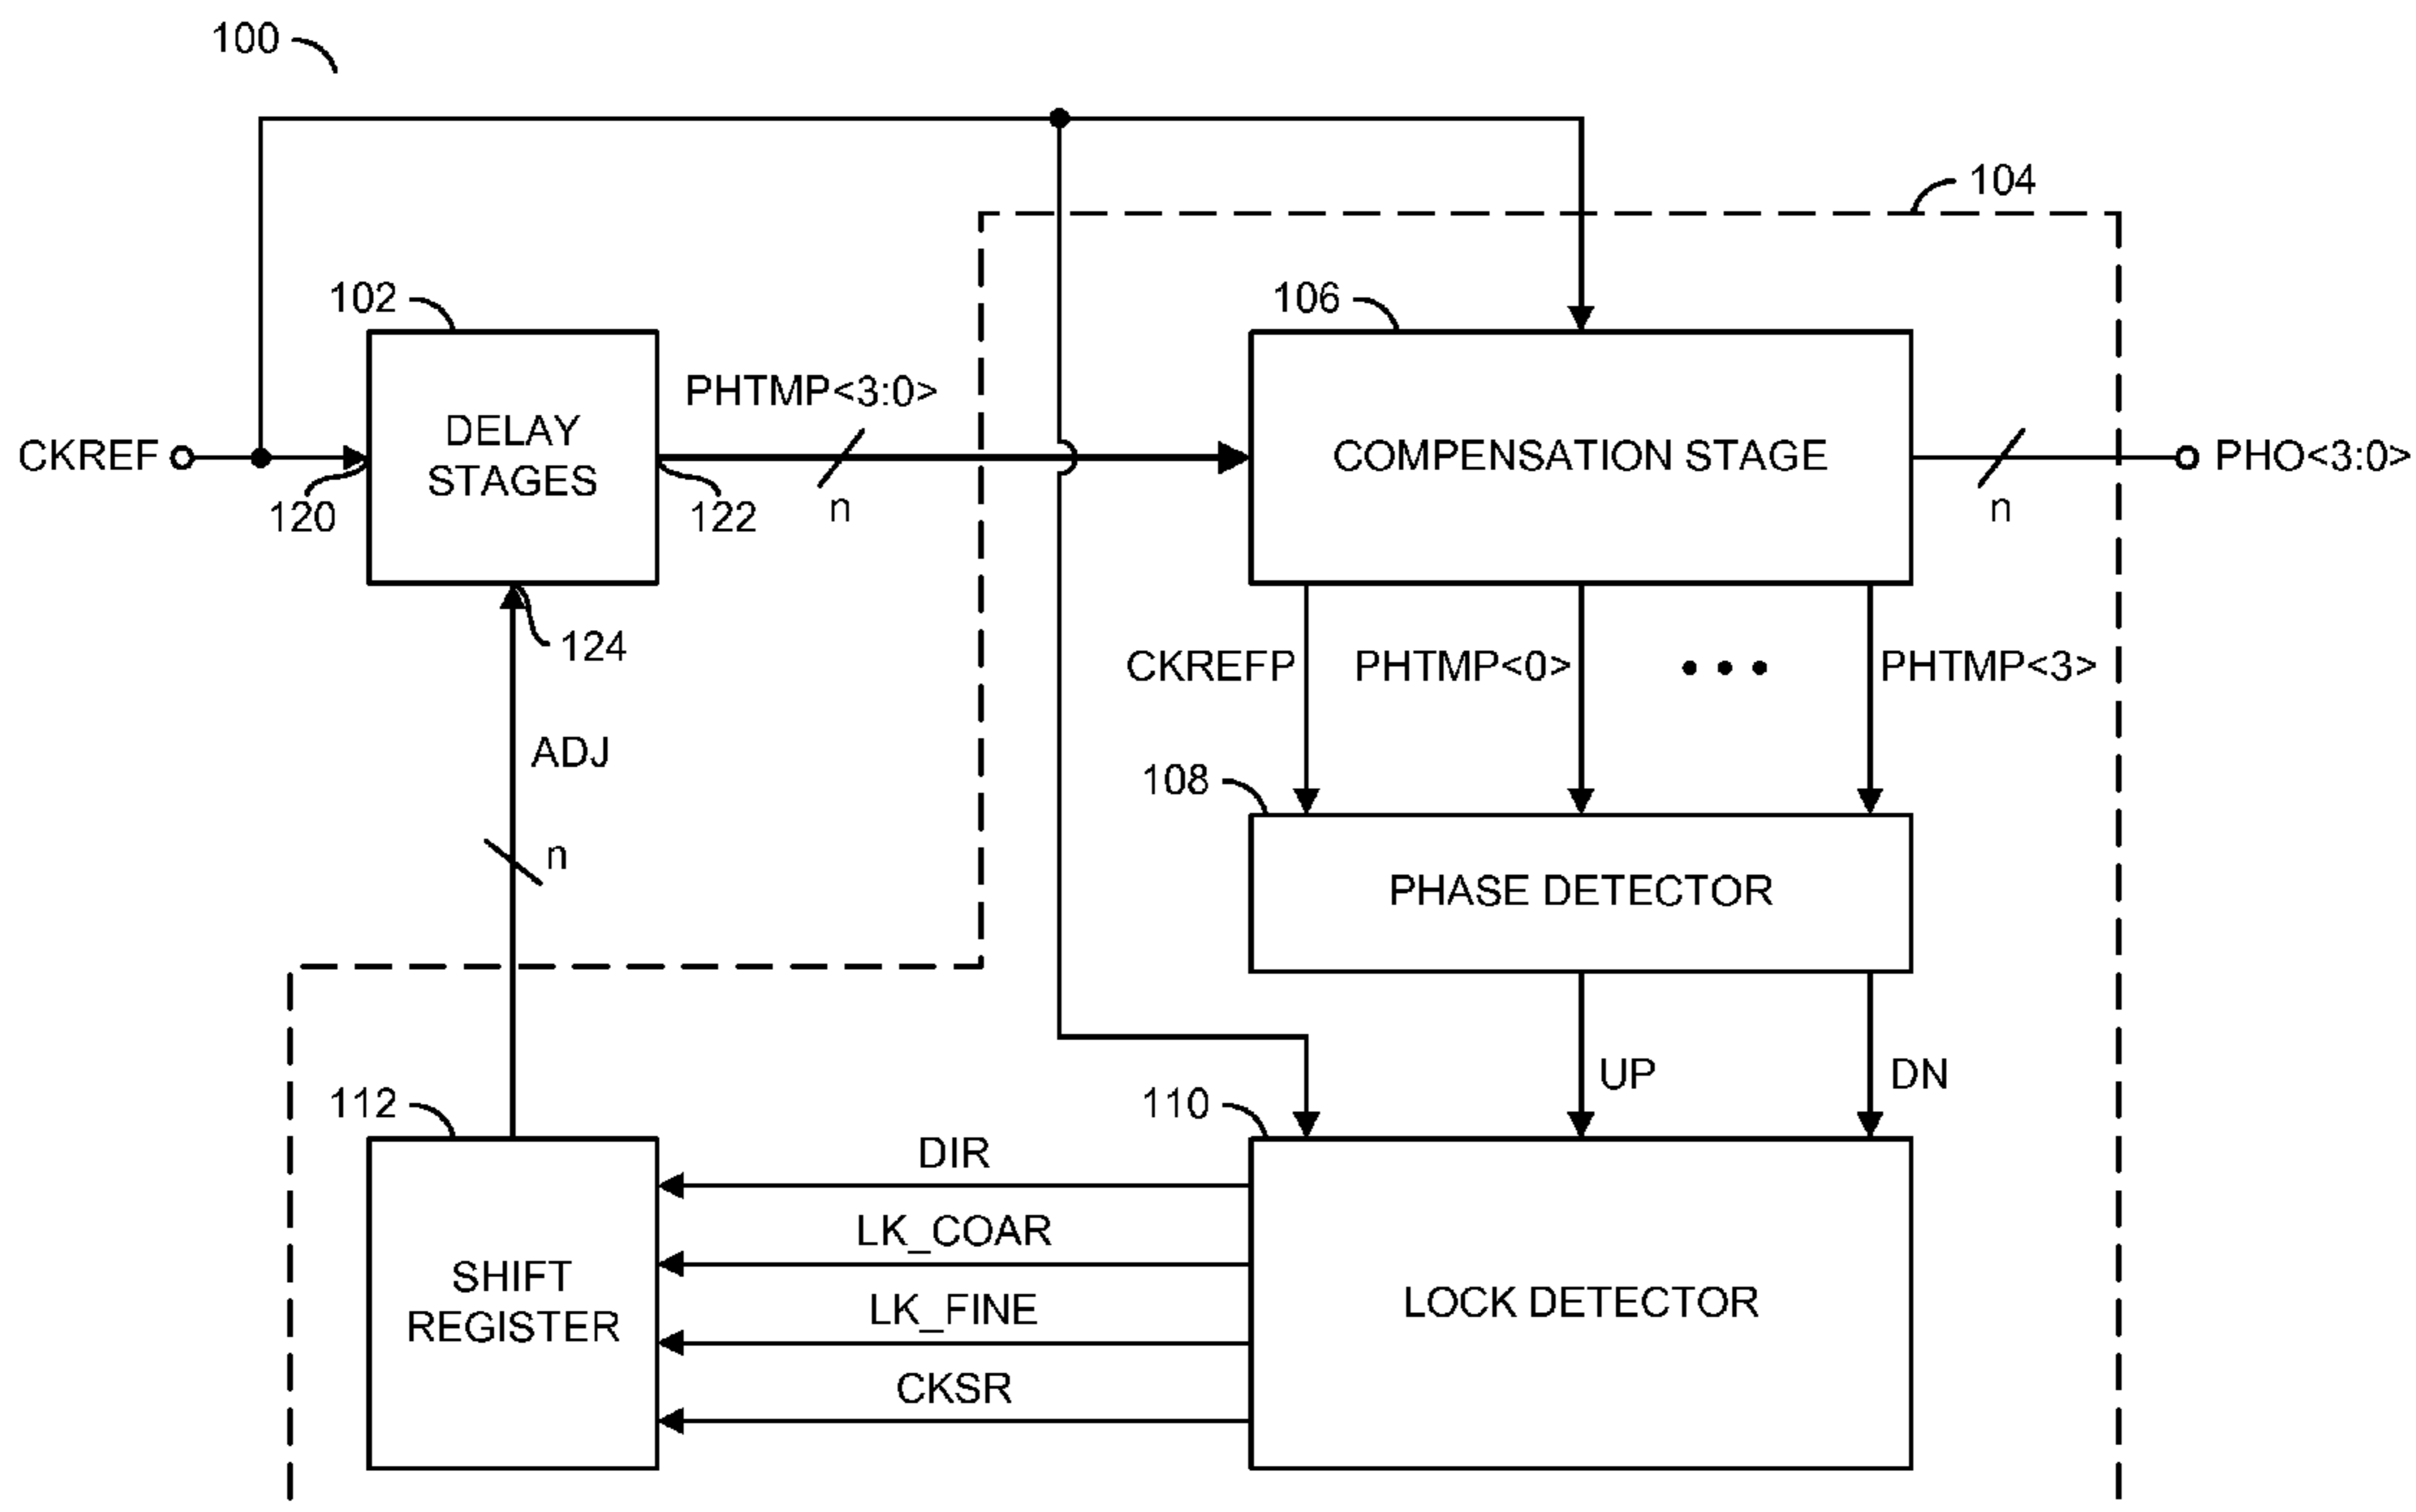 100
104
102
106
PHTMP<3:0>
DELAY
STAGES
CKREF
COMPENSATION STAGE
PHO<3:0>
120
122
n
n
124
CKREFP
PHTMP<0>
• • •
PHTMP<3>
ADJ
108
n
PHASE DETECTOR
UP
DN
112
110
DIR
LK_COAR
SHIFT
REGISTER
LK_FINE
LOCK DETECTOR
CKSR